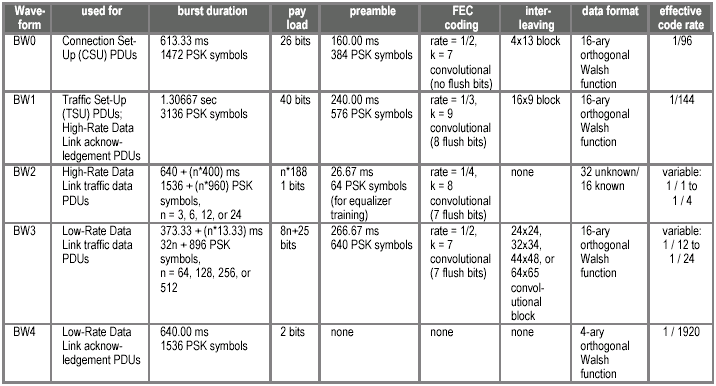 Wave-form | used for | burst duration | pay load | preamble | FEC coding | inter-leaving | data format | effective code rate
BW0 | Connection Set-Up (CSU) PDUs | 613.33 ms 1472 PSK symbols | 26 bits | 160.00 ms 384 PSK symbols | rate = 1/2, k = 7 convolutional (no flush bits) | 4x13 block | 16-ary orthogonal Walsh function | 1/96
BW1 | Traffic Set-Up (TSU) PDUs; High-Rate Data Link acknow-ledgement PDUs | 1.30667 sec 3136 PSK symbols | 40 bits | 240.00 ms 576 PSK symbols | rate = 1/3, k = 9 convolutional (8 flush bits) | 16x9 block | 16-ary orthogonal Walsh function | 1/144
BW2 | High-Rate Data Link traffic data PDUs | 640 + (n*400) ms 1536 + (n*960) PSK symbols, n = 3, 6, 12, or 24 | n*188 1 bits | 26.67 ms 64 PSK symbols (for equalizer training) | rate = 1/4, k = 8 convolutional (7 flush bits) | none | 32 unknown/ 16 known | variable: 1 / 1 to 1 / 4
BW3 | Low-Rate Data Link traffic data PDUs | 373.33 + (n*13.33) ms 32n + 896 PSK symbols, n = 64, 128, 256, or 512 | 8n+25 bits | 266.67 ms 640 PSK symbols | rate = 1/2, k = 7 convolutional (7 flush bits) | 24x24, 32x34, 44x48, or 64x65 convol-utional block | 16-ary orthogonal Walsh function | variable: 1 / 12 to 1 / 24
BW4 | Low-Rate Data Link acknow-ledgement PDUs | 640.00 ms 1536 PSK symbols | 2 bits | none | none | none | 4-ary orthogonal Walsh function | 1 / 1920